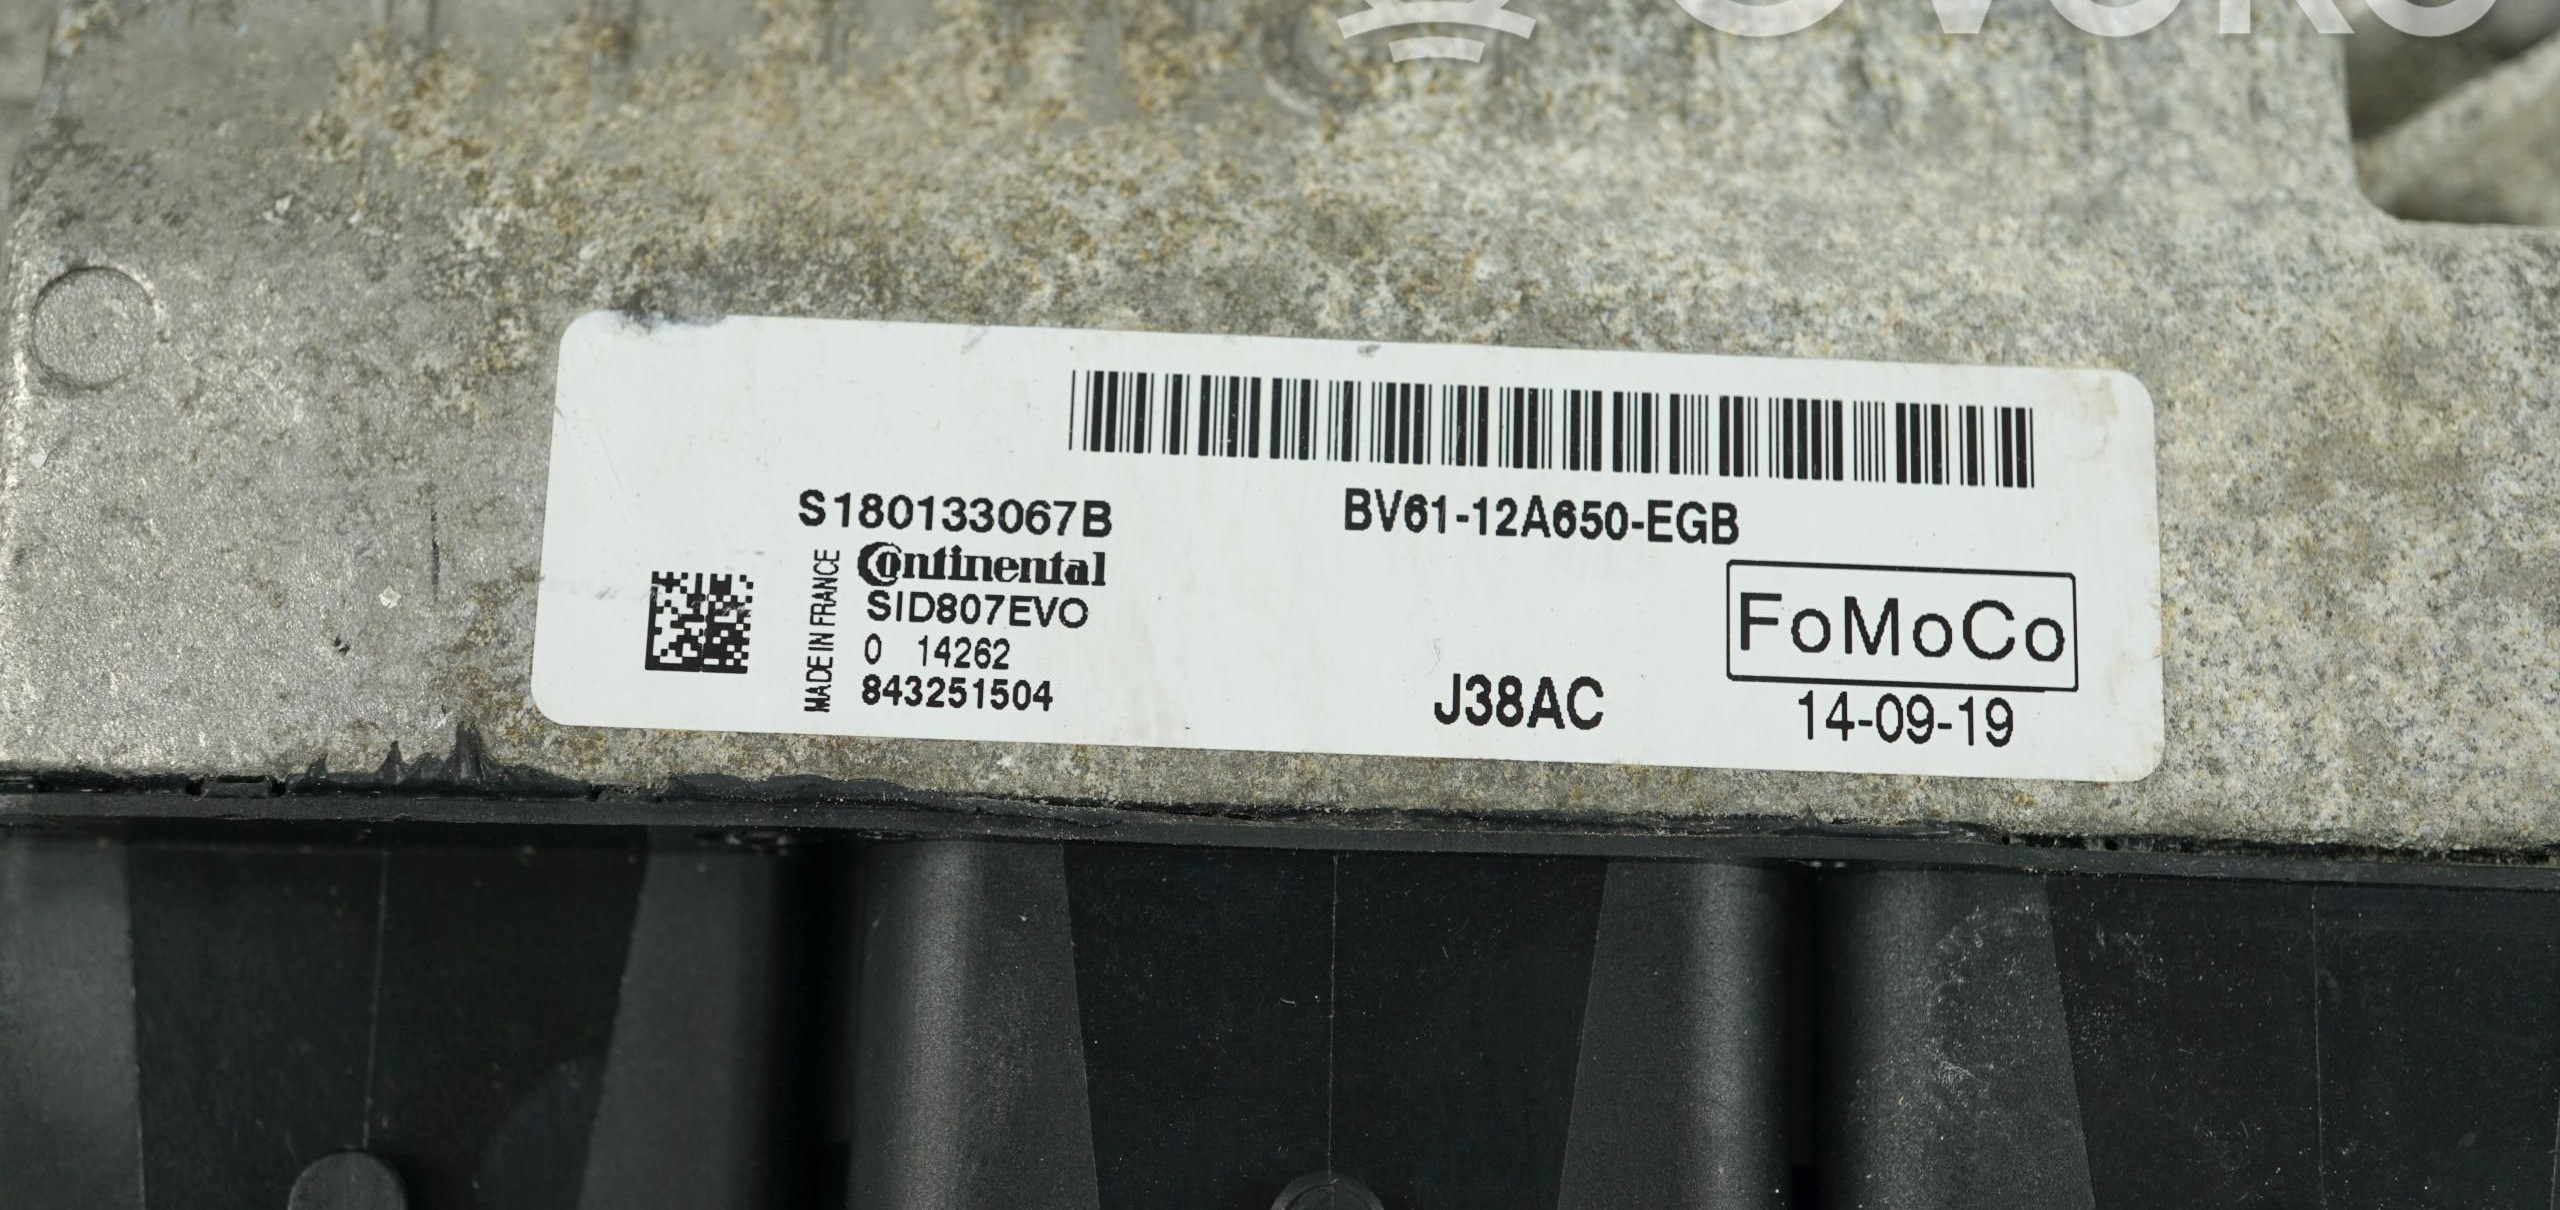 S180133067B
BV61-12A650-EGB
MADE IN FRANCE
Continental
SID807EVO
0 14262
843251504
J38AC
FoMoCo
14-09-19